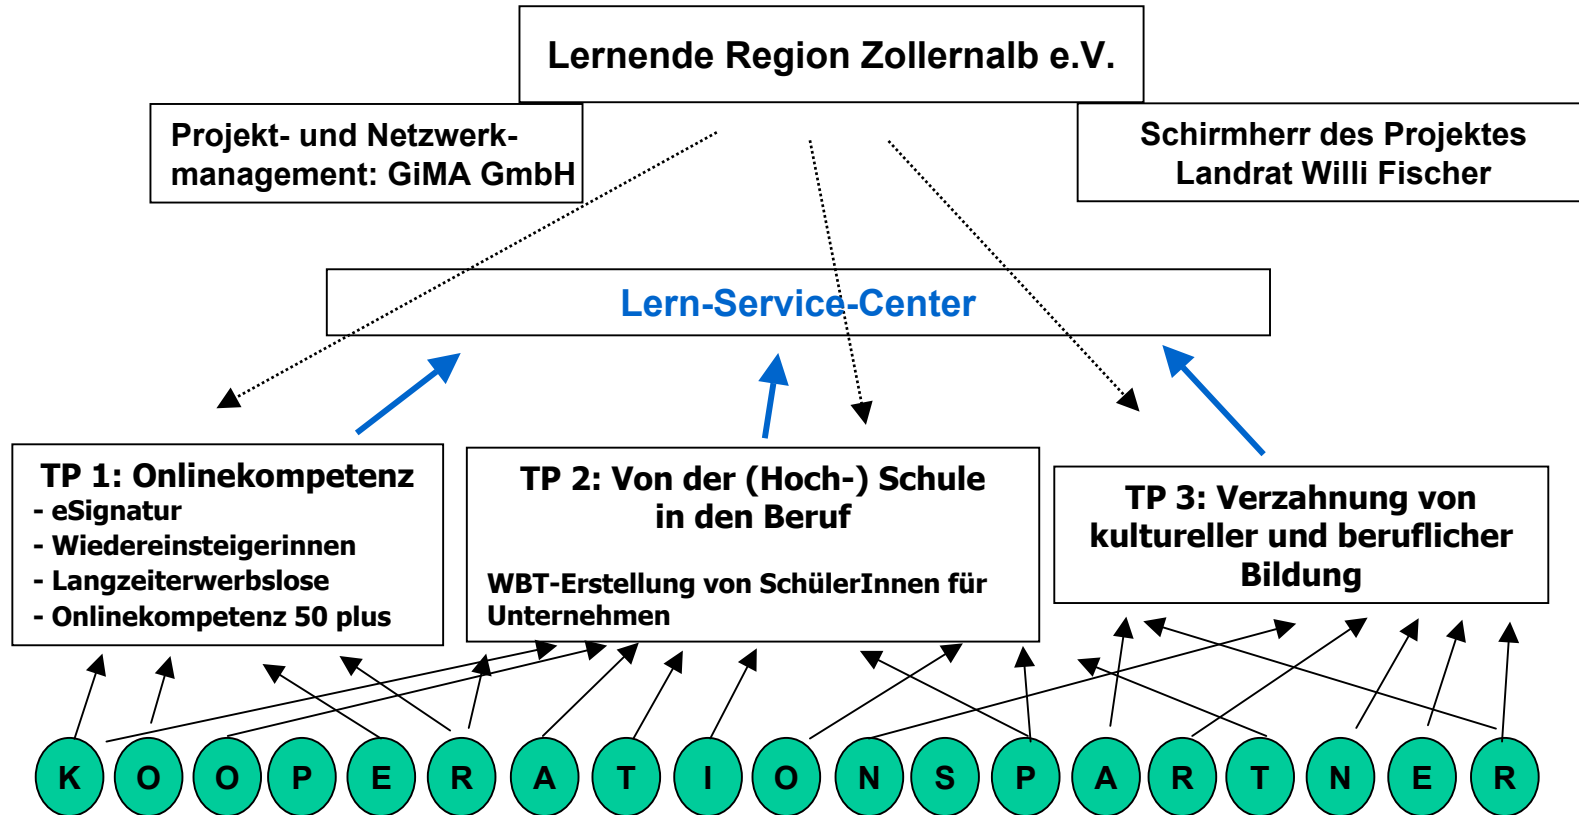 Lernende Region Zollernalb e.V.
Projekt- und Netzwerk-
management: GiMA GmbH
Schirmherr des Projektes
Landrat Willi Fischer
Lern-Service-Center
TP 1: Onlinekompetenz
- eSignatur
- Wiedereinsteigerinnen
- Langzeiterwerbslose
- Onlinekompetenz 50 plus
TP 2: Von der (Hoch-) Schule
in den Beruf
WBT-Erstellung von SchülerInnen für
Unternehmen
TP 3: Verzahnung von
kultureller und beruflicher
Bildung
K O O P E R A T I O N S P A R T N E R